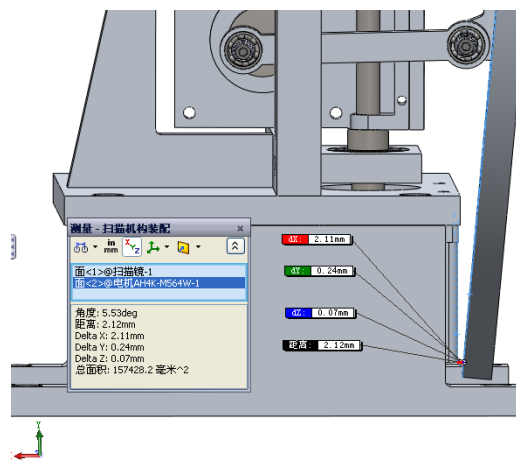 测量 - 扫描机构装配
in
mm
X
Y
Z
面<1>@扫描镜-1
面<2>@电机AH4K-M564W-1
角度: 5.53deg
距离: 2.12mm
Delta X: 2.11mm
Delta Y: 0.24mm
Delta Z: 0.07mm
总面积: 157428.2 毫米^2
dX: 2.11mm
dY: 0.24mm
dZ: 0.07mm
距离: 2.12mm
Y